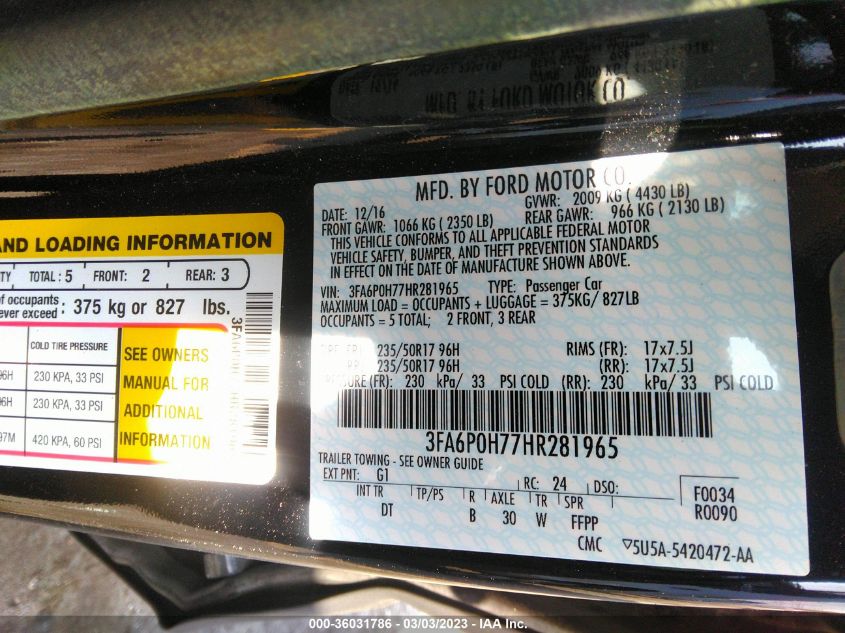 MFD. BY FORD MOTOR CO.
DATE: 12/16 GVWR: 2009 KG ( 4430 LB)
FRONT GAWR: 1066 KG ( 2350 LB) REAR GAWR: 966 KG ( 2130 LB)
THIS VEHICLE CONFORMS TO ALL APPLICABLE FEDERAL MOTOR
VEHICLE SAFETY, BUMPER, AND THEFT PREVENTION STANDARDS
IN EFFECT ON THE DATE OF MANUFACTURE SHOWN ABOVE.
VIN: 3FA6P0H77HR281965 TYPE: Passenger Car
MAXIMUM LOAD = OCCUPANTS + LUGGAGE = 375KG/ 827LB
OCCUPANTS = 5 TOTAL; 2 FRONT, 3 REAR
235/50R17 96H RIMS (FR): 17x7.5J
235/50R17 96H (RR): 17x7.5J
(FR): 230 kPa/ 33 PSI COLD (RR): 230 kPa/ 33 PSI COLD
3FA6P0H77HR281965
TRAILER TOWING - SEE OWNER GUIDE
EXT PNT: G1 RC: 24 DSO:
INT TR TP/PS R AXLE TR SPR
DT B 30 W FFPP
F0034
R0090
CMC ▽5U5A-5420472-AA
AND LOADING INFORMATION
TOTAL : 5 FRONT: 2 REAR: 3
of occupants
never exceed : 375 kg or 827 lbs.
COLD TIRE PRESSURE
96H 230 KPA, 33 PSI
96H 230 KPA, 33 PSI
97M 420 KPA, 60 PSI
SEE OWNERS
MANUAL FOR
ADDITIONAL
INFORMATION
000-36031786 - 03/03/2023 - IAA Inc.